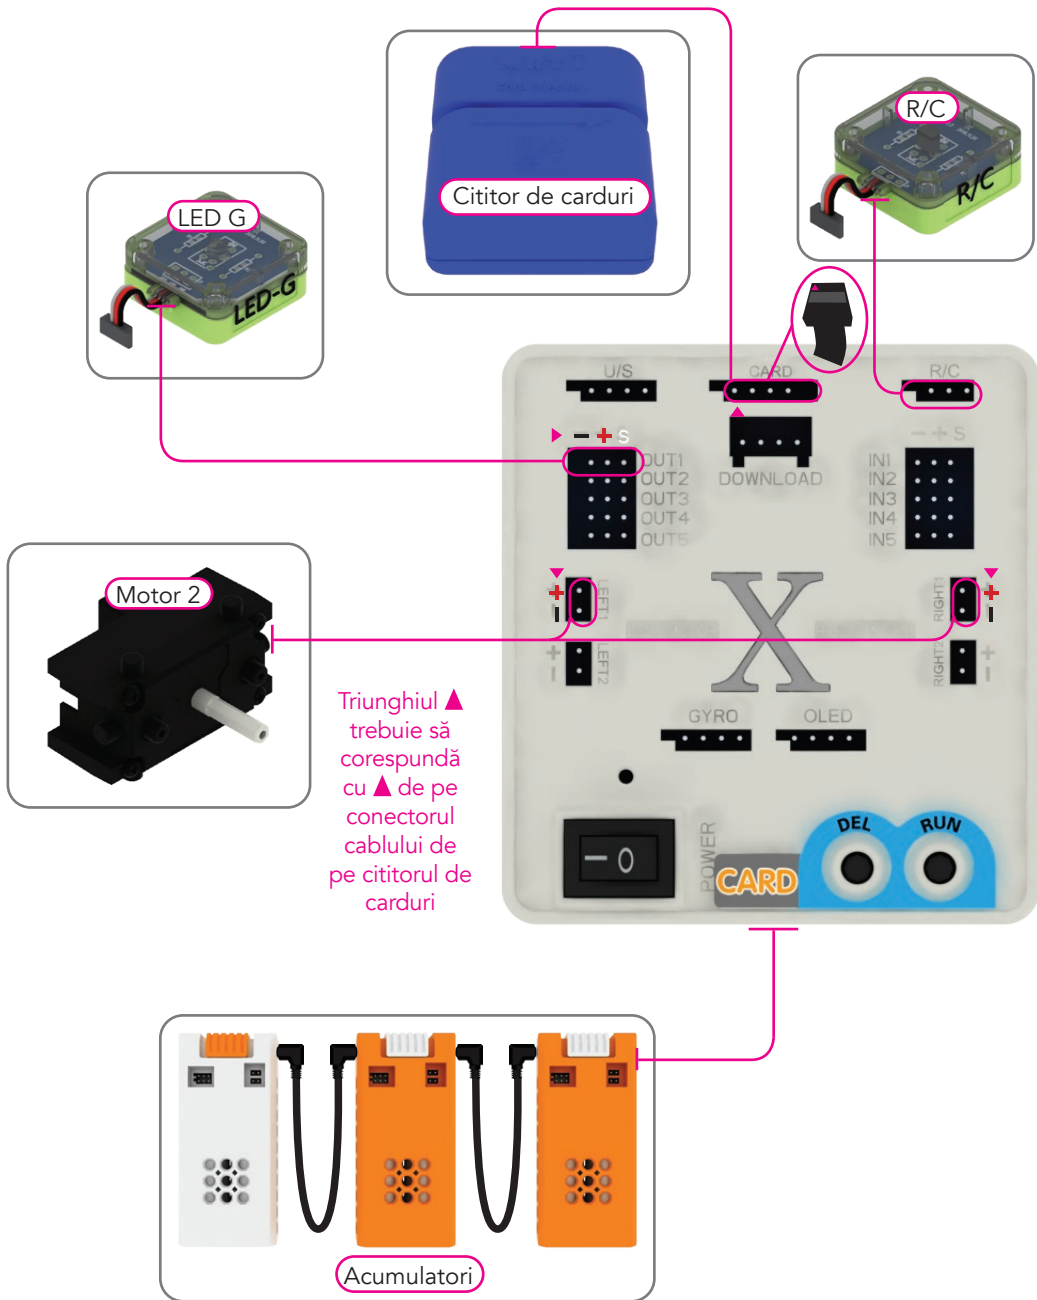 Cititor de carduri
R/C
R/C
LED G
LED-G
U/S
CARD
R/C
− + S
− + S
OUT1
OUT2
OUT3
OUT4
OUT5
DOWNLOAD
IN1
IN2
IN3
IN4
IN5
Motor 2
+
−
LEFT1
+
−
LEFT2
X
RIGHT1
+
−
RIGHT2
+
−
Triunghiul ▲
trebuie să
corespundă
cu ▲ de pe
conectorul
cablului de
pe cititorul de
carduri
GYRO
OLED
POWER
CARD
DEL
RUN
Acumulatori